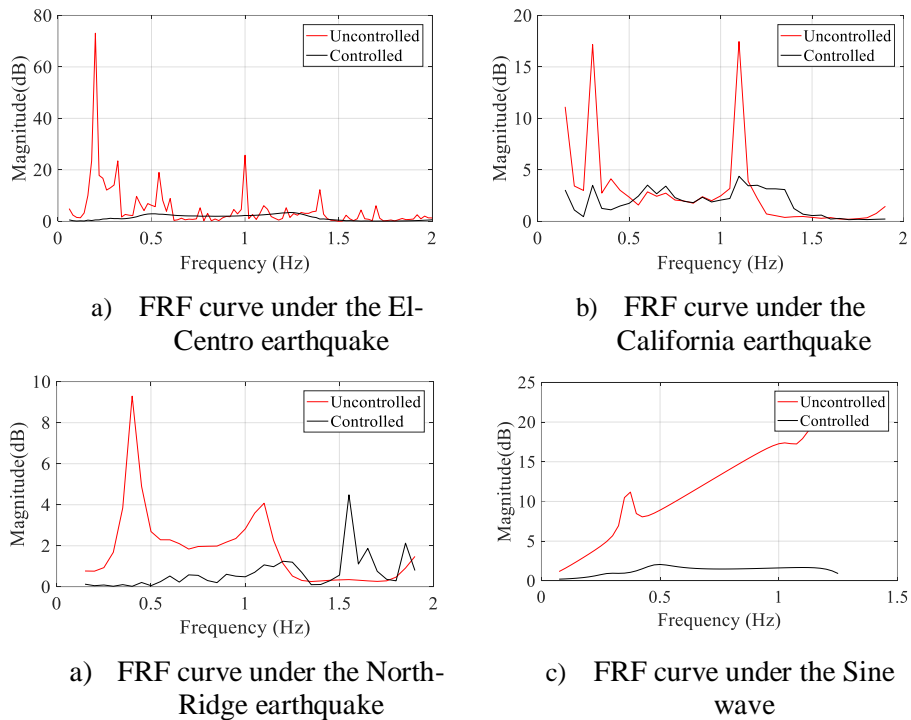 80
60
40
20
0
0
0.5
1
1.5
2
Magnitude(dB)
Frequency (Hz)
Uncontrolled
Controlled
a) FRF curve under the El-
Centro earthquake
20
15
10
5
0
0
0.5
1
1.5
2
Magnitude(dB)
Frequency (Hz)
Uncontrolled
Controlled
b) FRF curve under the
California earthquake
10
8
6
4
2
0
0
0.5
1
1.5
2
Magnitude(dB)
Frequency (Hz)
Uncontrolled
Controlled
a) FRF curve under the North-
Ridge earthquake
25
20
15
10
5
0
0
0.5
1
1.5
Magnitude(dB)
Frequency (Hz)
Uncontrolled
Controlled
c) FRF curve under the Sine
wave